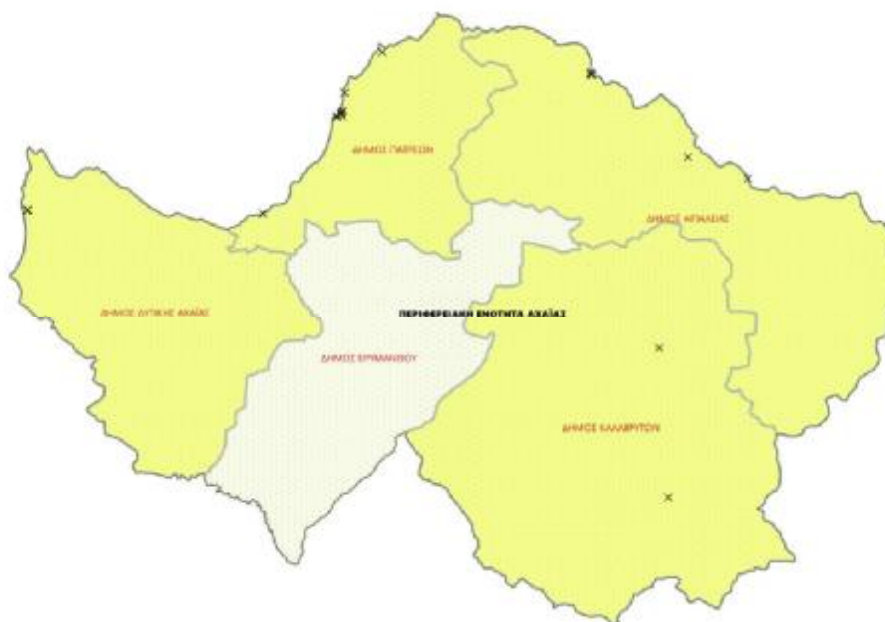 ΔΗΜΟΣ ΠΑΤΡΕΩΝ
ΔΗΜΟΣ ΑΙΓΙΑΛΕΙΑΣ
ΔΗΜΟΣ ΔΥΤΙΚΗΣ ΑΧΑΪΑΣ
ΠΕΡΙΦΕΡΕΙΑΚΗ ΕΝΟΤΗΤΑ ΑΧΑΪΑΣ
ΔΗΜΟΣ ΕΡΥΜΑΝΘΟΥ
ΔΗΜΟΣ ΚΑΛΑΒΡΥΤΩΝ